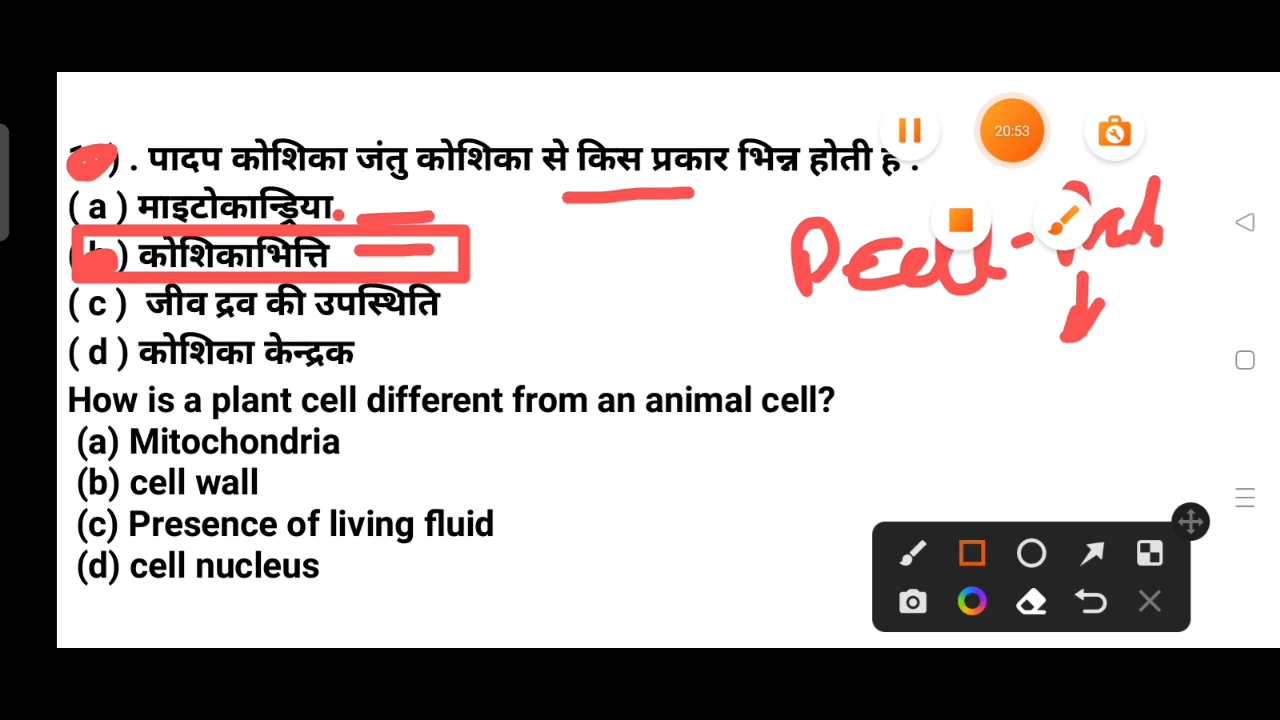 . पादप कोशिका जंतु कोशिका से किस प्रकार भिन्न होती है :
20:53
( a ) माइटोकान्ड्रिया
( b ) कोशिकाभित्ति
( c ) जीव द्रव की उपस्थिति
( d ) कोशिका केन्द्रक
How is a plant cell different from an animal cell?
(a) Mitochondria
(b) cell wall
(c) Presence of living fluid
(d) cell nucleus